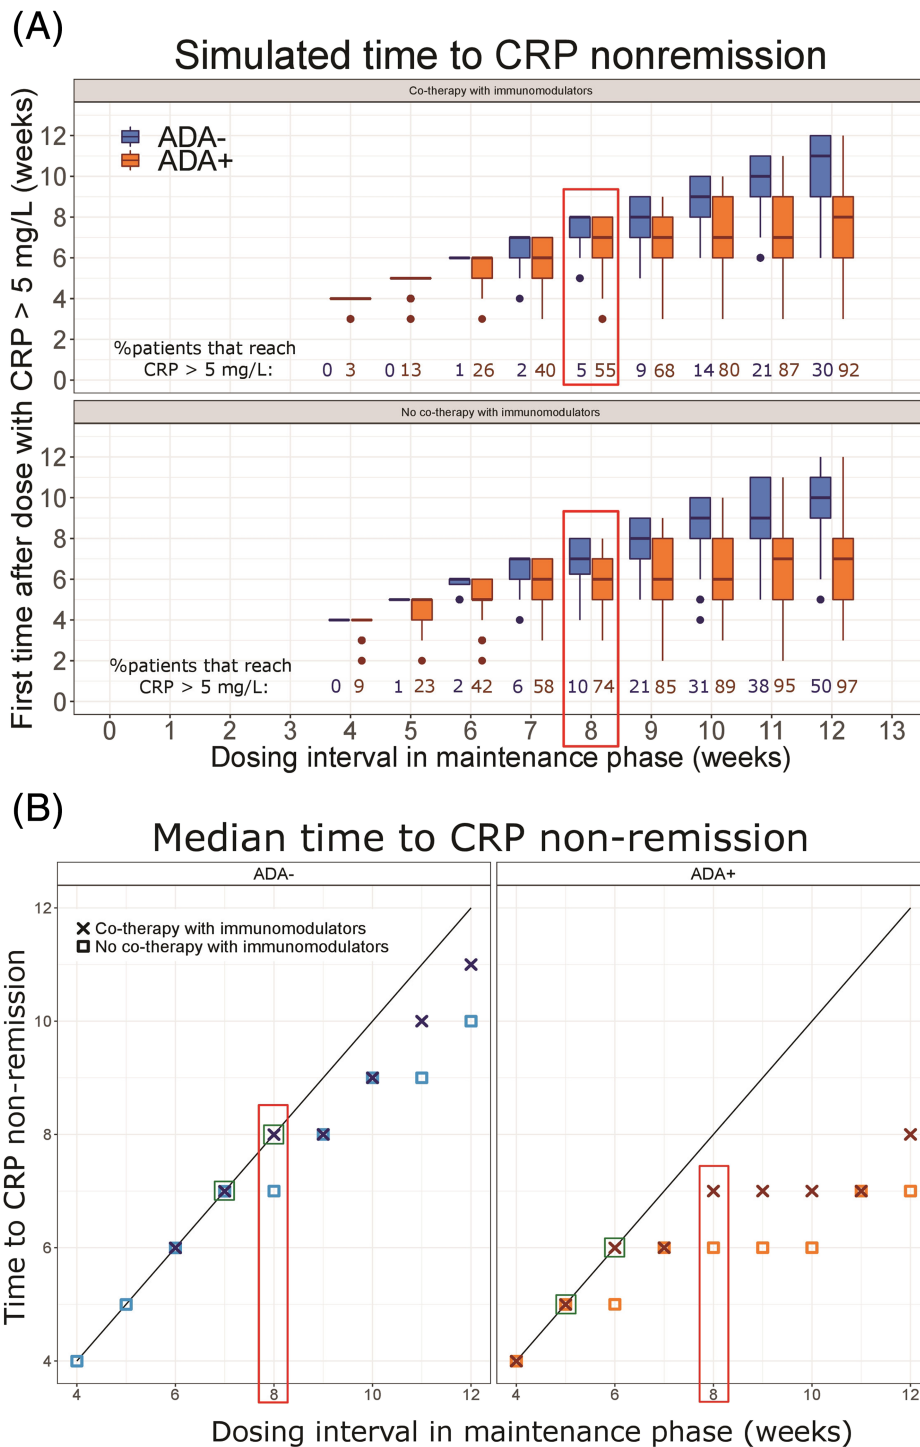 (A)
Simulated time to CRP nonremission
Co-therapy with immunomodulators
First time after dose with CRP > 5 mg/L (weeks)
12
10
8
6
4
2
0
ADA-
ADA+
%patients that reach
CRP > 5 mg/L: 0 3 0 13 1 26 2 40 5 55 9 68 14 80 21 87 30 92
No co-therapy with immunomodulators
12
10
8
6
4
2
0
%patients that reach
CRP > 5 mg/L: 0 9 1 23 2 42 6 58 10 74 21 85 31 89 38 95 50 97
0 1 2 3 4 5 6 7 8 9 10 11 12 13
Dosing interval in maintenance phase (weeks)
(B)
Median time to CRP non-remission
ADA- ADA+
Time to CRP non-remission
12
10
8
6
4
Co-therapy with immunomodulators
No co-therapy with immunomodulators
4 6 8 10 12 4 6 8 10 12
Dosing interval in maintenance phase (weeks)